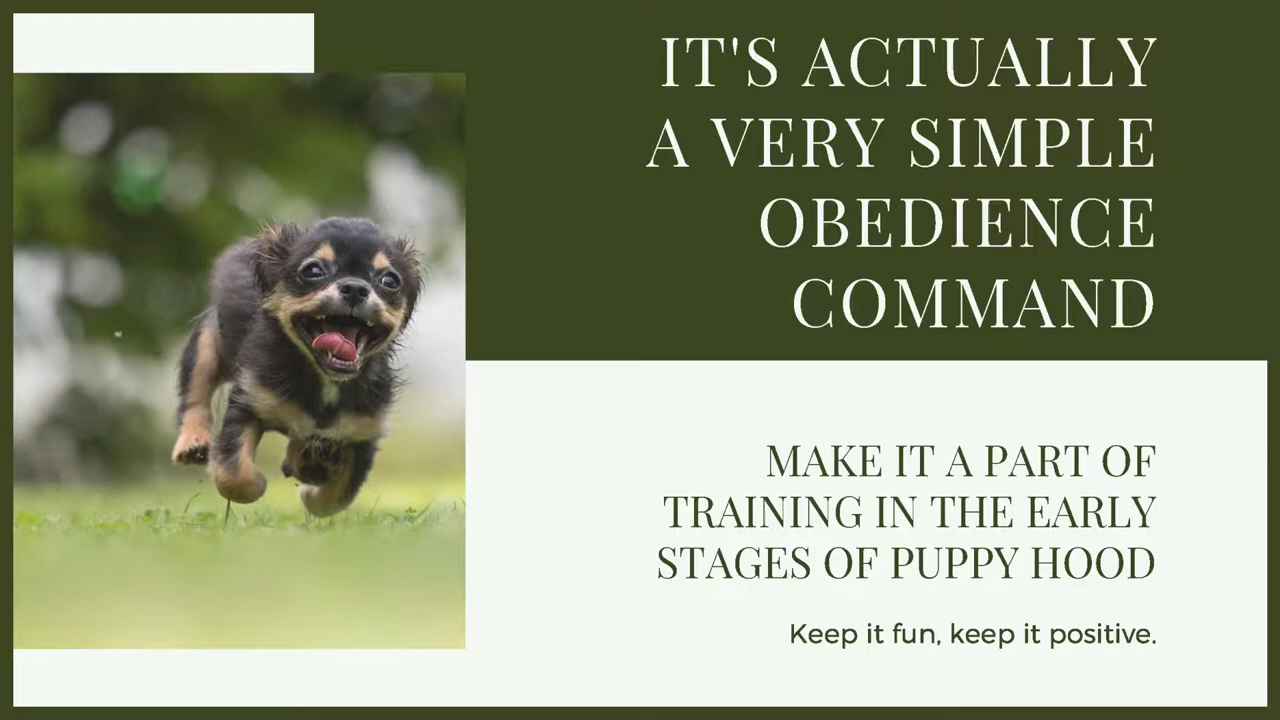 IT'S ACTUALLY
A VERY SIMPLE
OBEDIENCE
COMMAND
MAKE IT A PART OF
TRAINING IN THE EARLY
STAGES OF PUPPY HOOD
Keep it fun, keep it positive.